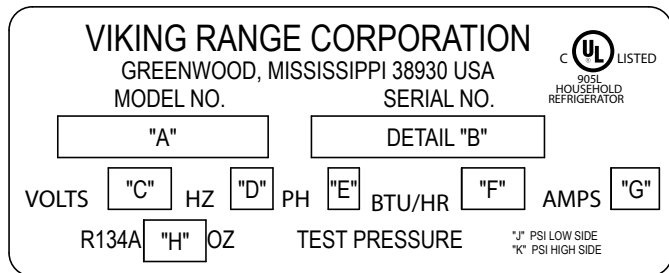 VIKING RANGE CORPORATION
GREENWOOD, MISSISSIPPI 38930 USA
C UL ® LISTED
905L
HOUSEHOLD
REFRIGERATOR
MODEL NO. SERIAL NO.
"A" DETAIL "B"
VOLTS "C" HZ "D" PH "E" BTU/HR "F" AMPS "G"
R134A "H" OZ TEST PRESSURE "J" PSI LOW SIDE
"K" PSI HIGH SIDE